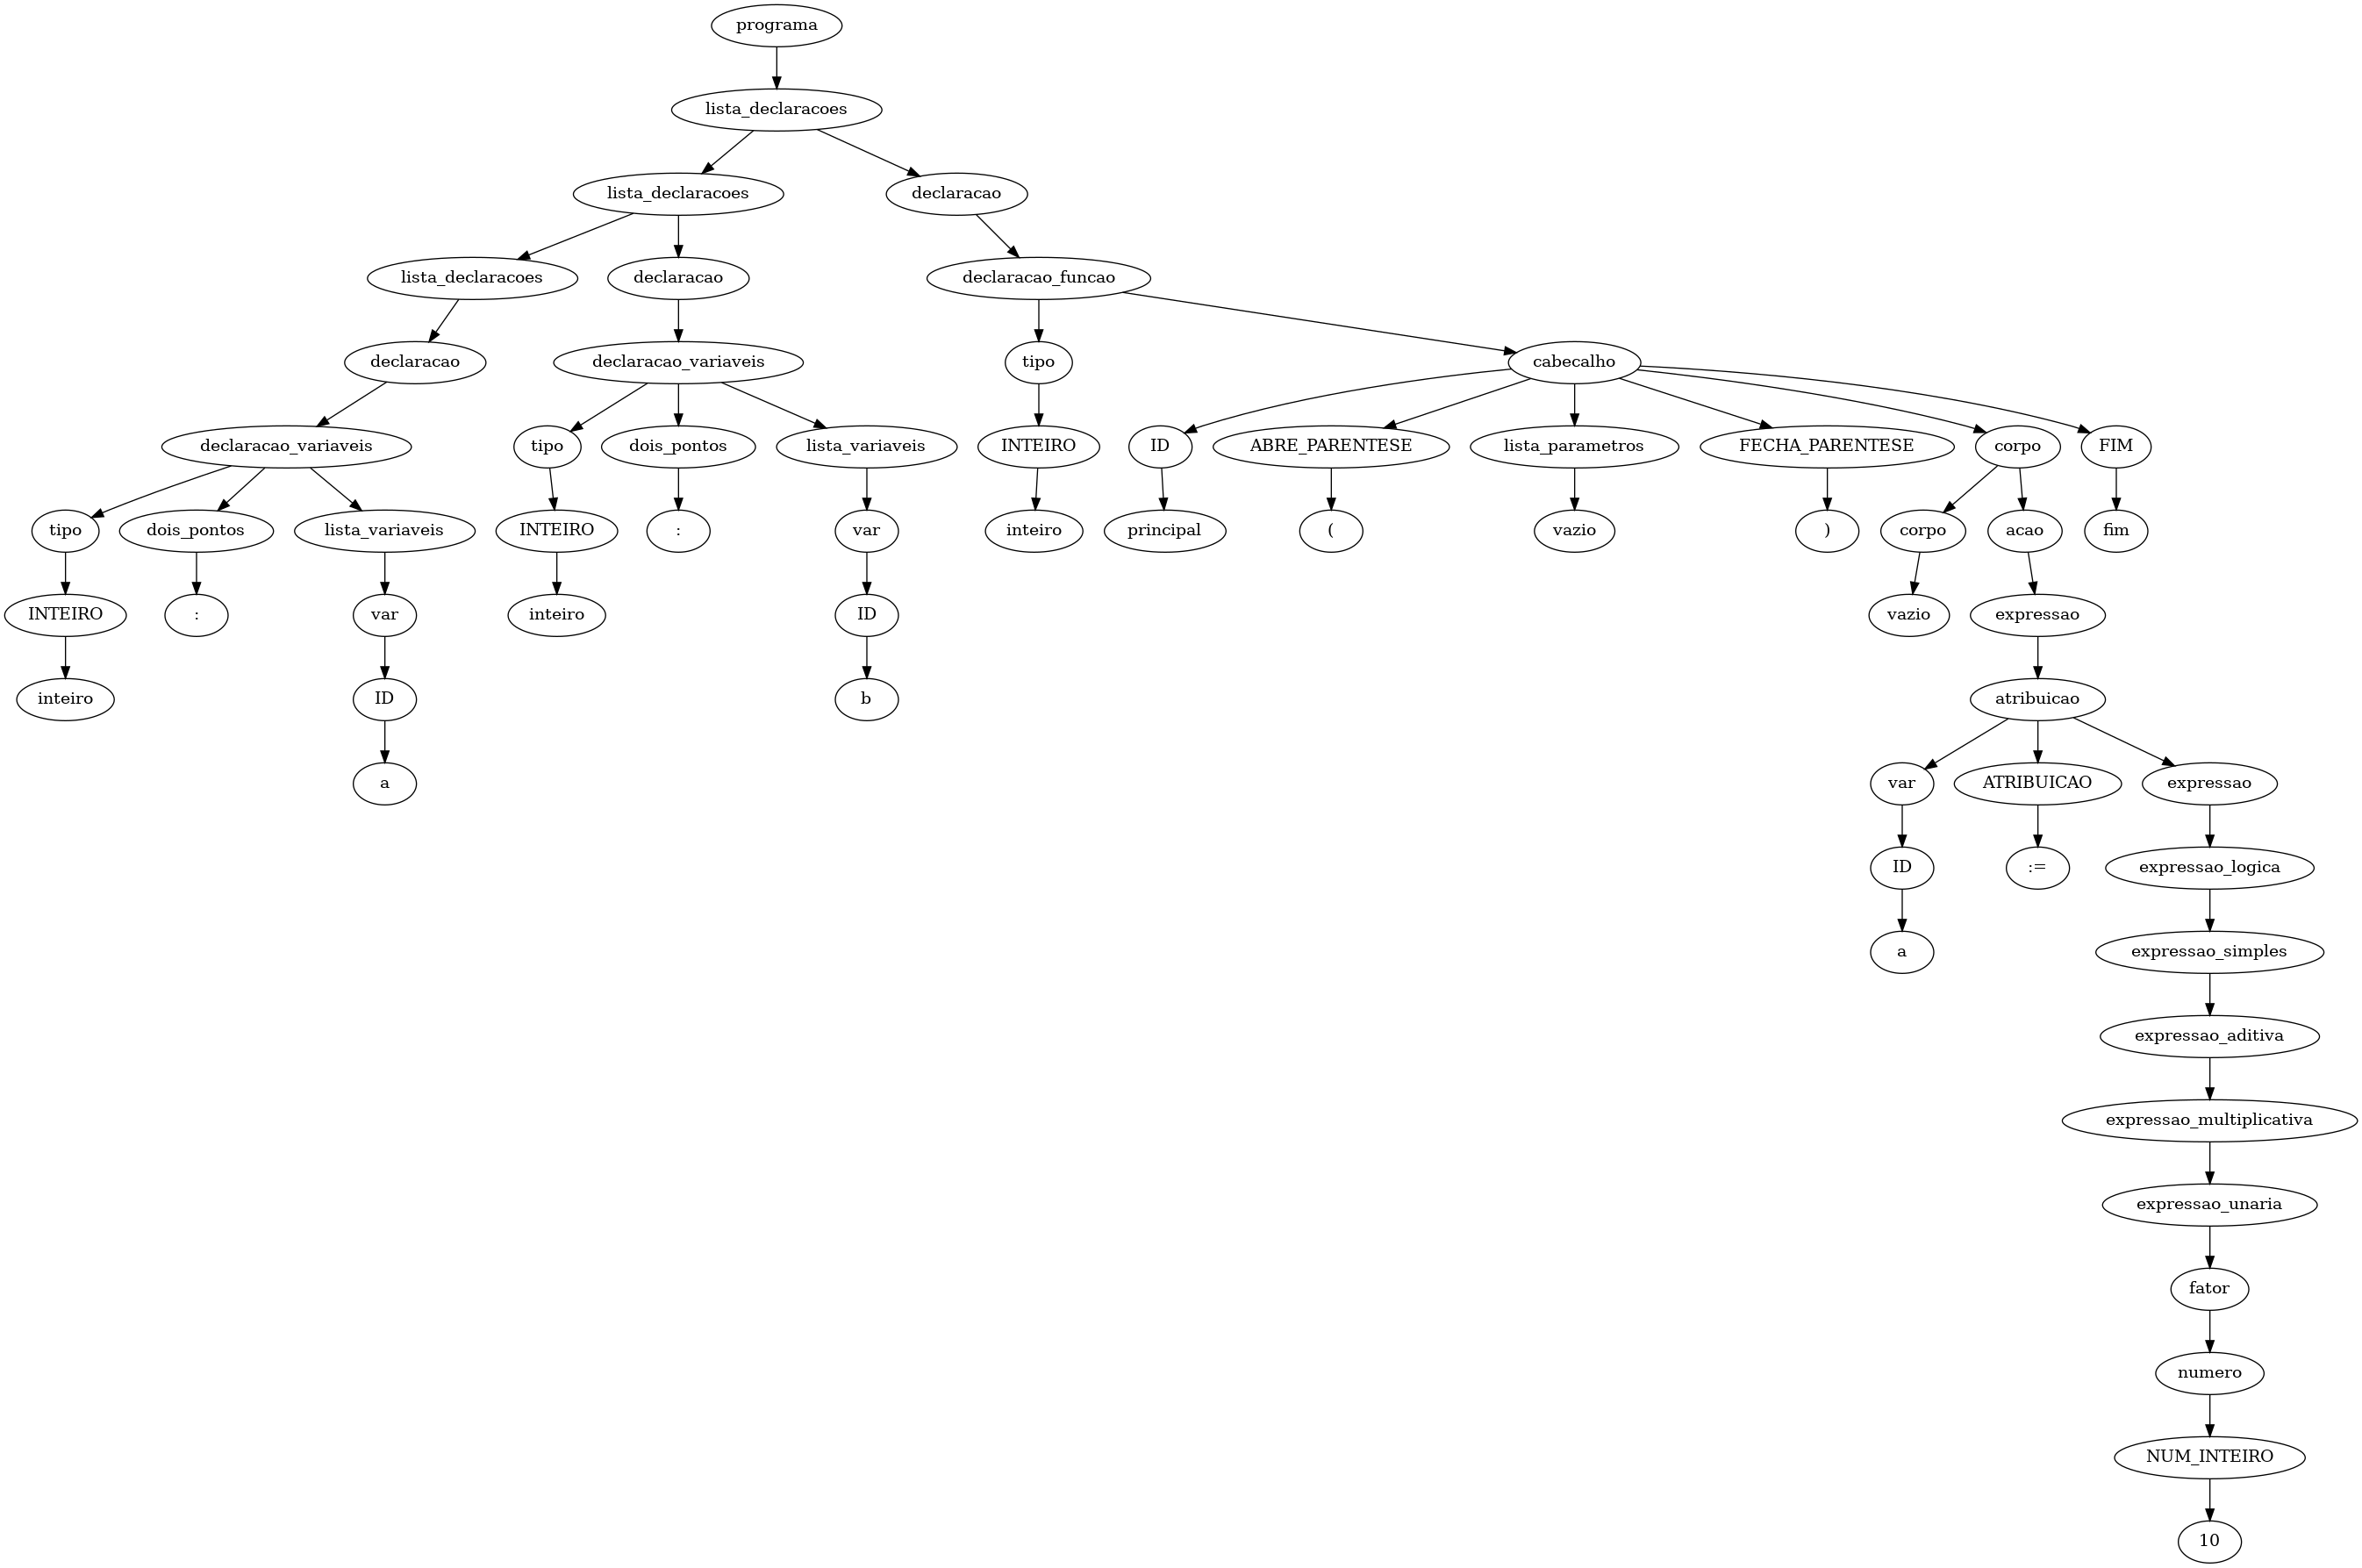 programa
lista_declaracoes
lista_declaracoes
declaracao
lista_declaracoes
declaracao
declaracao_funcao
declaracao
declaracao_variaveis
tipo
cabecalho
declaracao_variaveis
tipo
dois_pontos
lista_variaveis
INTEIRO
ID
ABRE_PARENTESE
lista_parametros
FECHA_PARENTESE
corpo
FIM
tipo
dois_pontos
lista_variaveis
INTEIRO
:
var
inteiro
principal
(
vazio
)
corpo
acao
fim
INTEIRO
:
var
inteiro
ID
vazio
expressao
inteiro
ID
b
atribuicao
a
var
ATRIBUICAO
expressao
ID
:=
expressao_logica
a
expressao_simples
expressao_aditiva
expressao_multiplicativa
expressao_unaria
fator
numero
NUM_INTEIRO
10